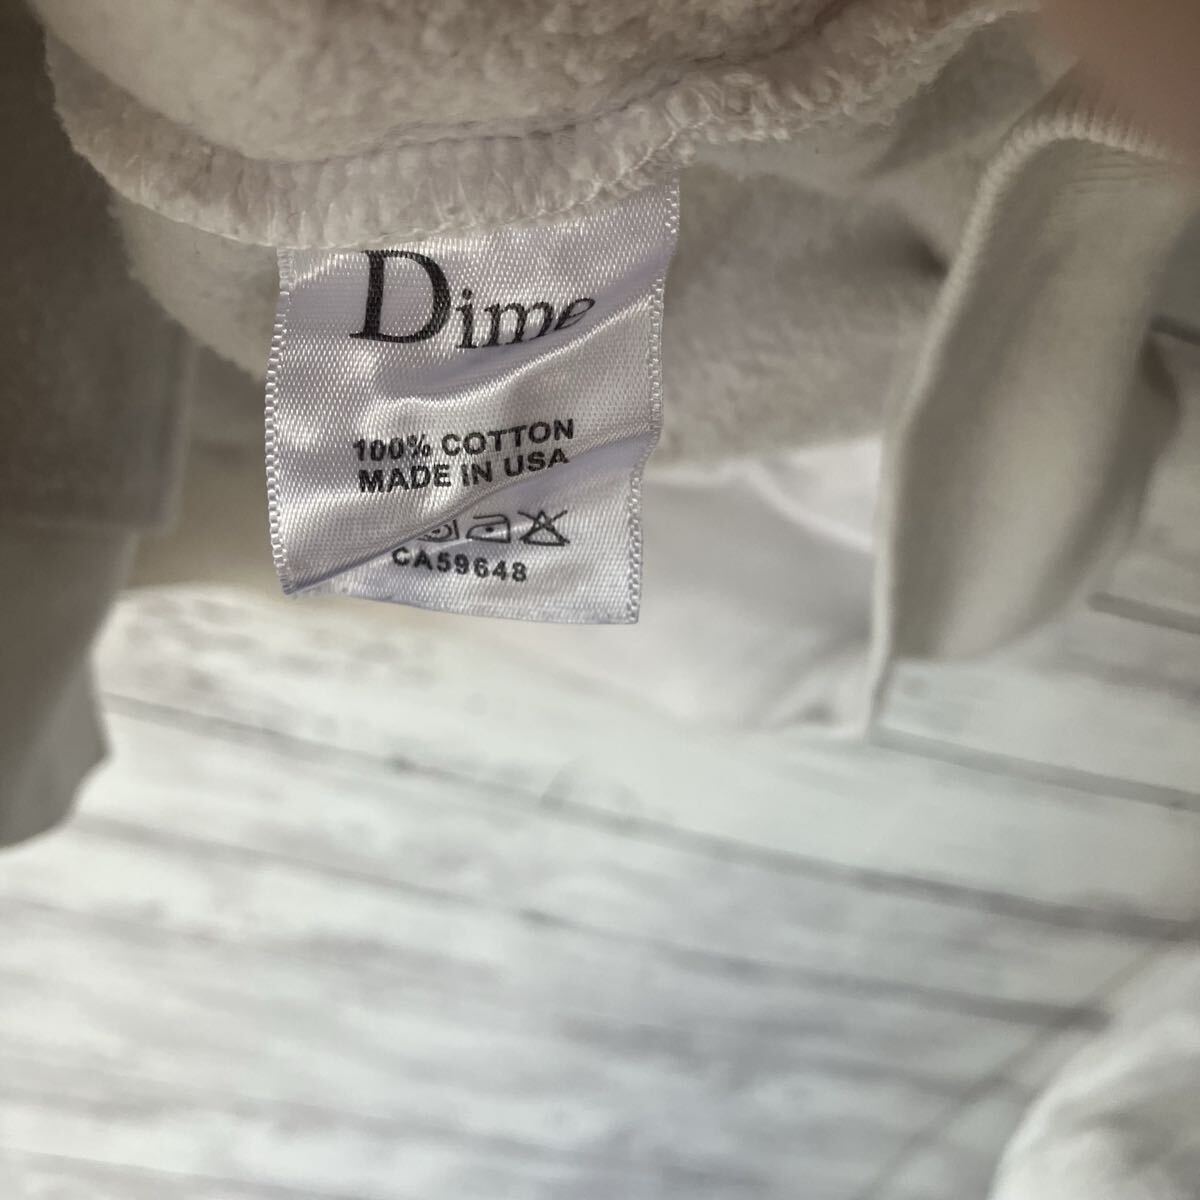 Dime
100% COTTON
MADE IN USA
CA59648